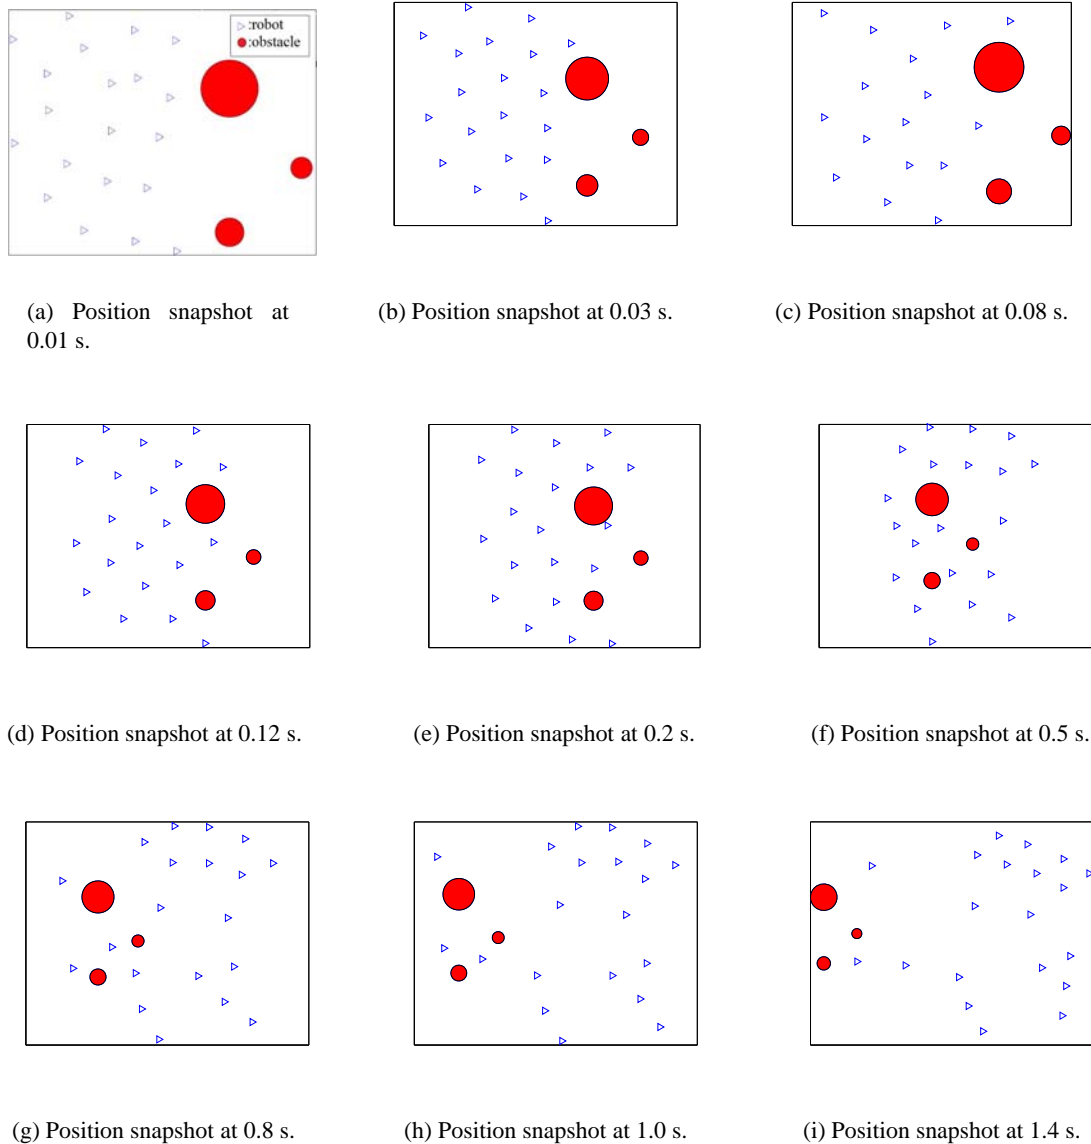 :robot
:obstacle
(a) Position snapshot at
0.01 s.
(b) Position snapshot at 0.03 s.
(c) Position snapshot at 0.08 s.
(d) Position snapshot at 0.12 s.
(e) Position snapshot at 0.2 s.
(f) Position snapshot at 0.5 s.
(g) Position snapshot at 0.8 s.
(h) Position snapshot at 1.0 s.
(i) Position snapshot at 1.4 s.